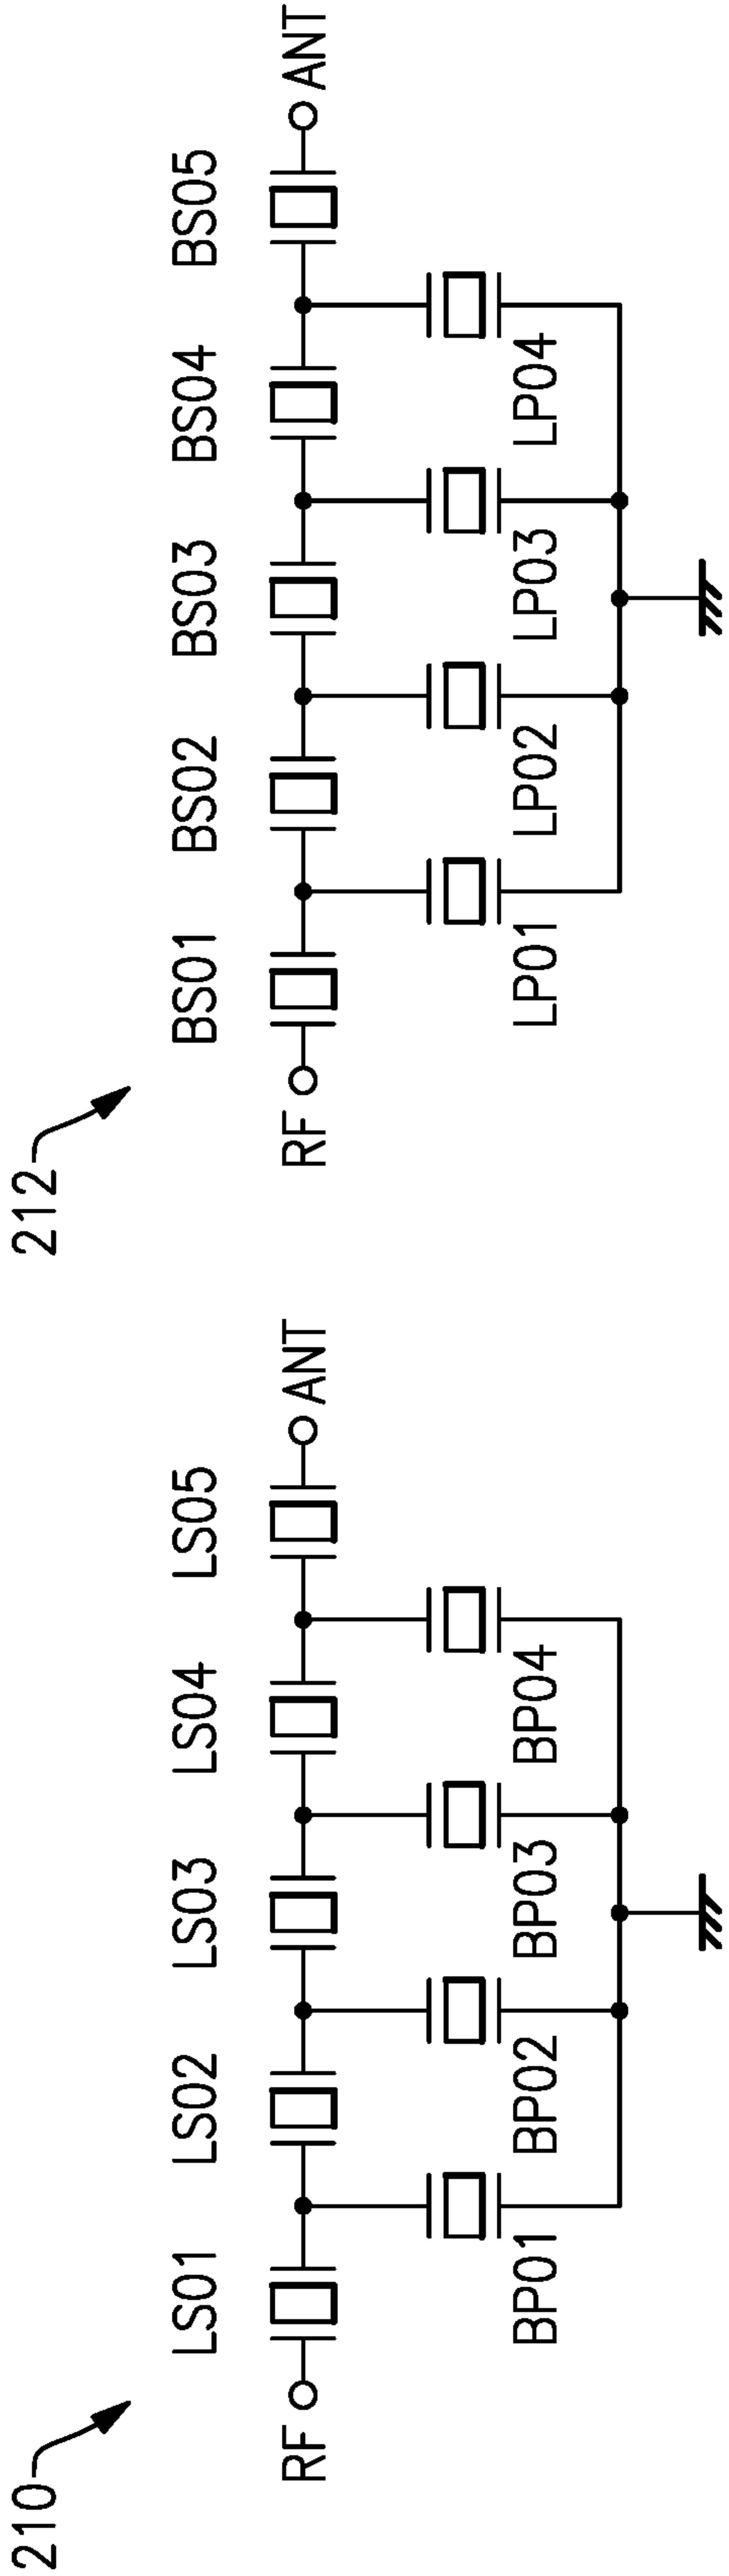 210
LS01 LS02 LS03 LS04 LS05
RF ANT
BP01 BP02 BP03 BP04
212
BS01 BS02 BS03 BS04 BS05
RF ANT
LP01 LP02 LP03 LP04